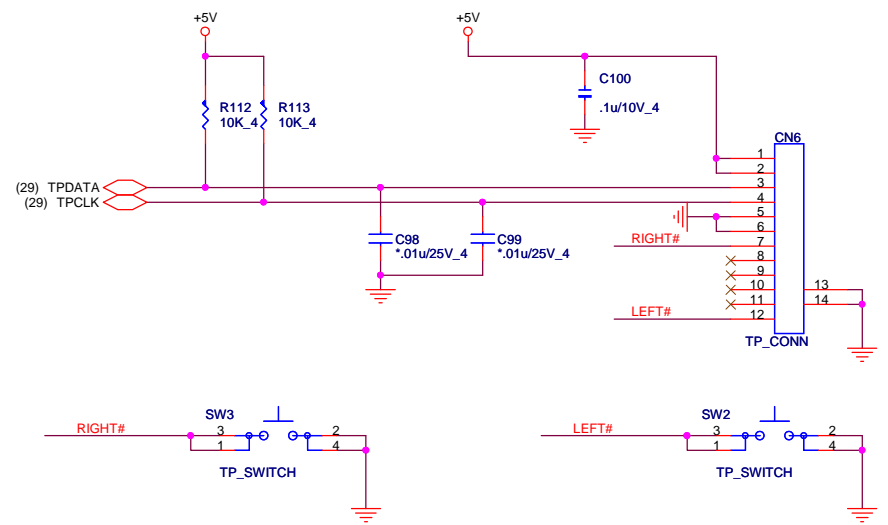 +5V
+5V
R112
10K_4
R113
10K_4
C100
.1u/10V_4
CN6
(29) TPDATA
(29) TPCLK
1
2
3
4
5
6
7
8
9
10
11
12
13
14
RIGHT#
LEFT#
TP_CONN
C98
*.01u/25V_4
C99
*.01u/25V_4
RIGHT#
SW3
3
1
2
4
TP_SWITCH
LEFT#
SW2
3
1
2
4
TP_SWITCH